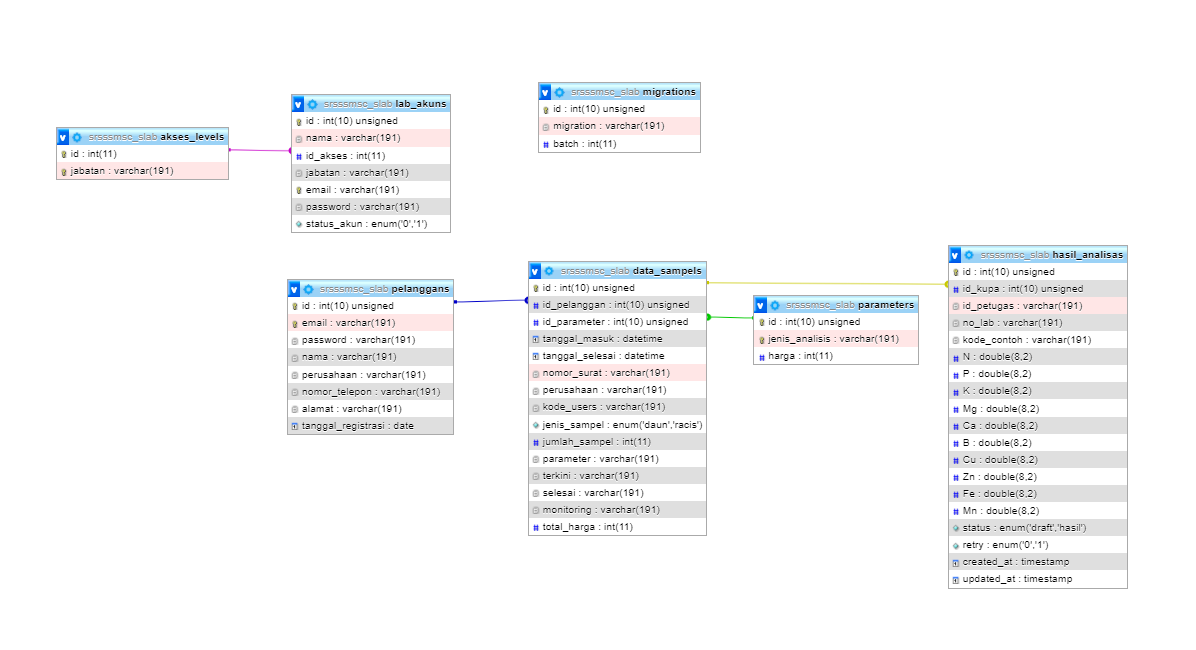 srsssmsc_slab akses_levels
id : int(11)
jabatan : varchar(191)
srsssmsc_slab lab_akuns
id : int(10) unsigned
nama : varchar(191)
id_akses : int(11)
jabatan : varchar(191)
email : varchar(191)
password : varchar(191)
status_akun : enum('0','1')
srsssmsc_slab migrations
id : int(10) unsigned
migration : varchar(191)
batch : int(11)
srsssmsc_slab pelanggans
id : int(10) unsigned
email : varchar(191)
password : varchar(191)
nama : varchar(191)
perusahaan : varchar(191)
nomor_telepon : varchar(191)
alamat : varchar(191)
tanggal_registrasi : date
srsssmsc_slab data_sampels
id : int(10) unsigned
id_pelanggan : int(10) unsigned
id_parameter : int(10) unsigned
tanggal_masuk : datetime
tanggal_selesai : datetime
nomor_surat : varchar(191)
perusahaan : varchar(191)
kode_users : varchar(191)
jenis_sampel : enum('daun','racis')
jumlah_sampel : int(11)
parameter : varchar(191)
terkini : varchar(191)
selesai : varchar(191)
monitoring : varchar(191)
total_harga : int(11)
srsssmsc_slab parameters
id : int(10) unsigned
jenis_analisis : varchar(191)
harga : int(11)
srsssmsc_slab hasil_analisas
id : int(10) unsigned
id_kupa : int(10) unsigned
id_petugas : varchar(191)
no_lab : varchar(191)
kode_contoh : varchar(191)
N : double(8,2)
P : double(8,2)
K : double(8,2)
Mg : double(8,2)
Ca : double(8,2)
B : double(8,2)
Cu : double(8,2)
Zn : double(8,2)
Fe : double(8,2)
Mn : double(8,2)
status : enum('draft','hasil')
retry : enum('0','1')
created_at : timestamp
updated_at : timestamp